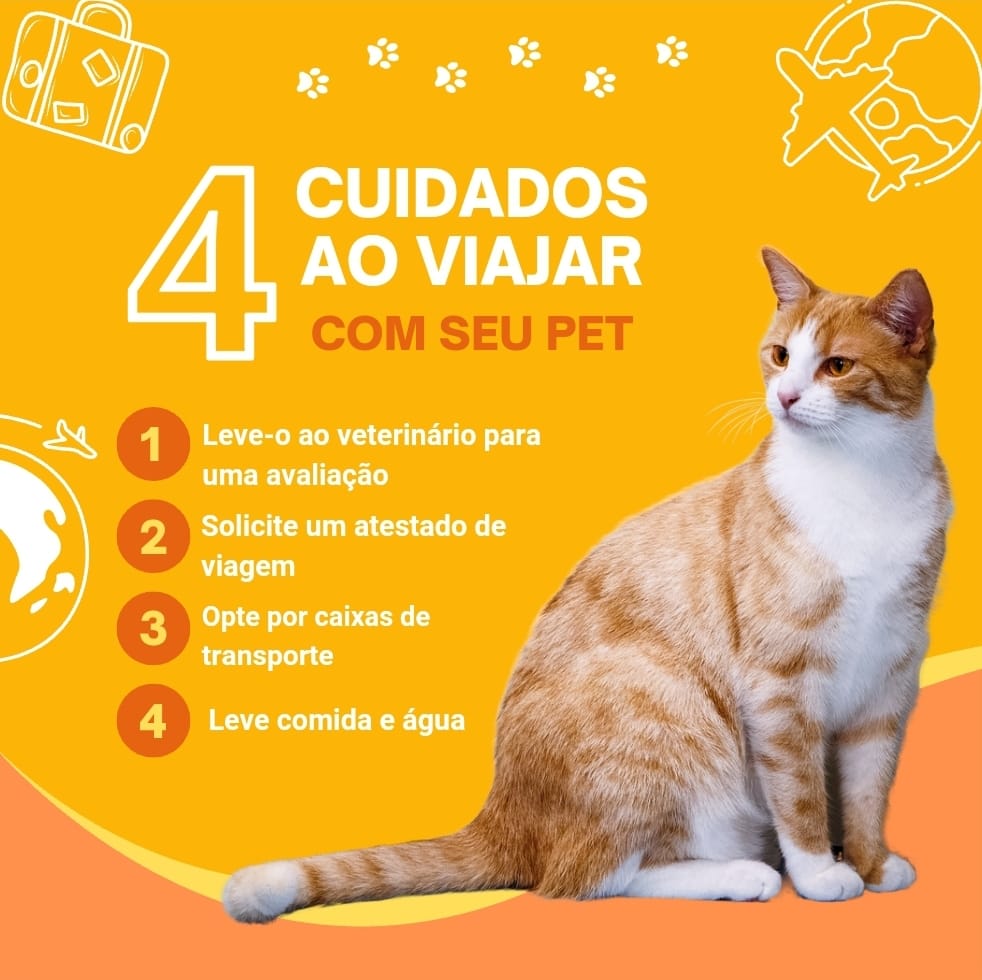 4
CUIDADOS
AO VIAJAR
COM SEU PET
1
Leve-o ao veterinário para
uma avaliação
2
Solicite um atestado de
viagem
3
Opte por caixas de
transporte
4
Leve comida e água